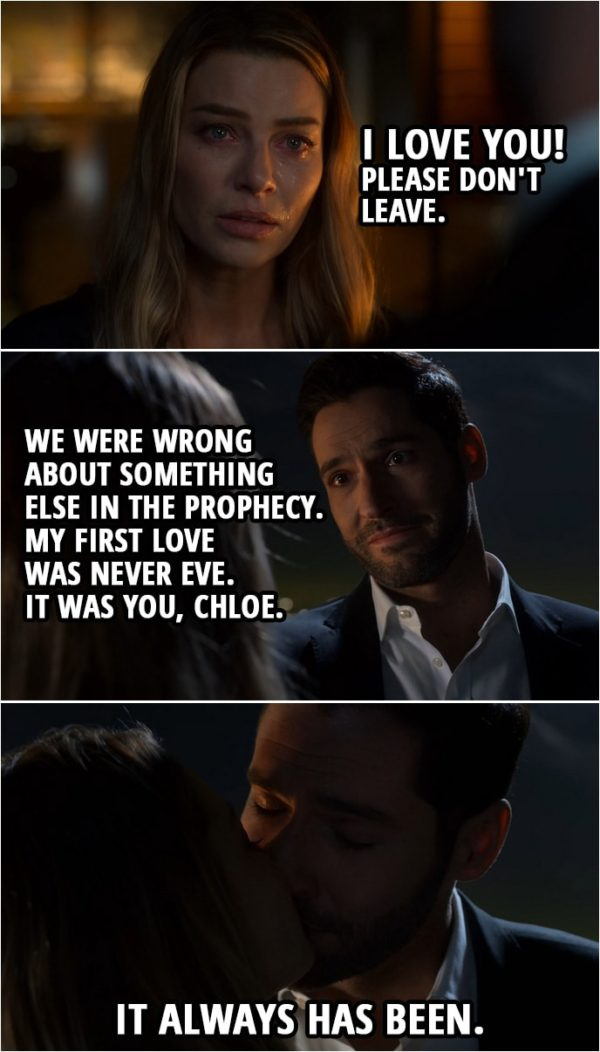 I LOVE YOU!
PLEASE DON'T
LEAVE.
WE WERE WRONG
ABOUT SOMETHING
ELSE IN THE PROPHECY.
MY FIRST LOVE
WAS NEVER EVE.
IT WAS YOU, CHLOE.
IT ALWAYS HAS BEEN.